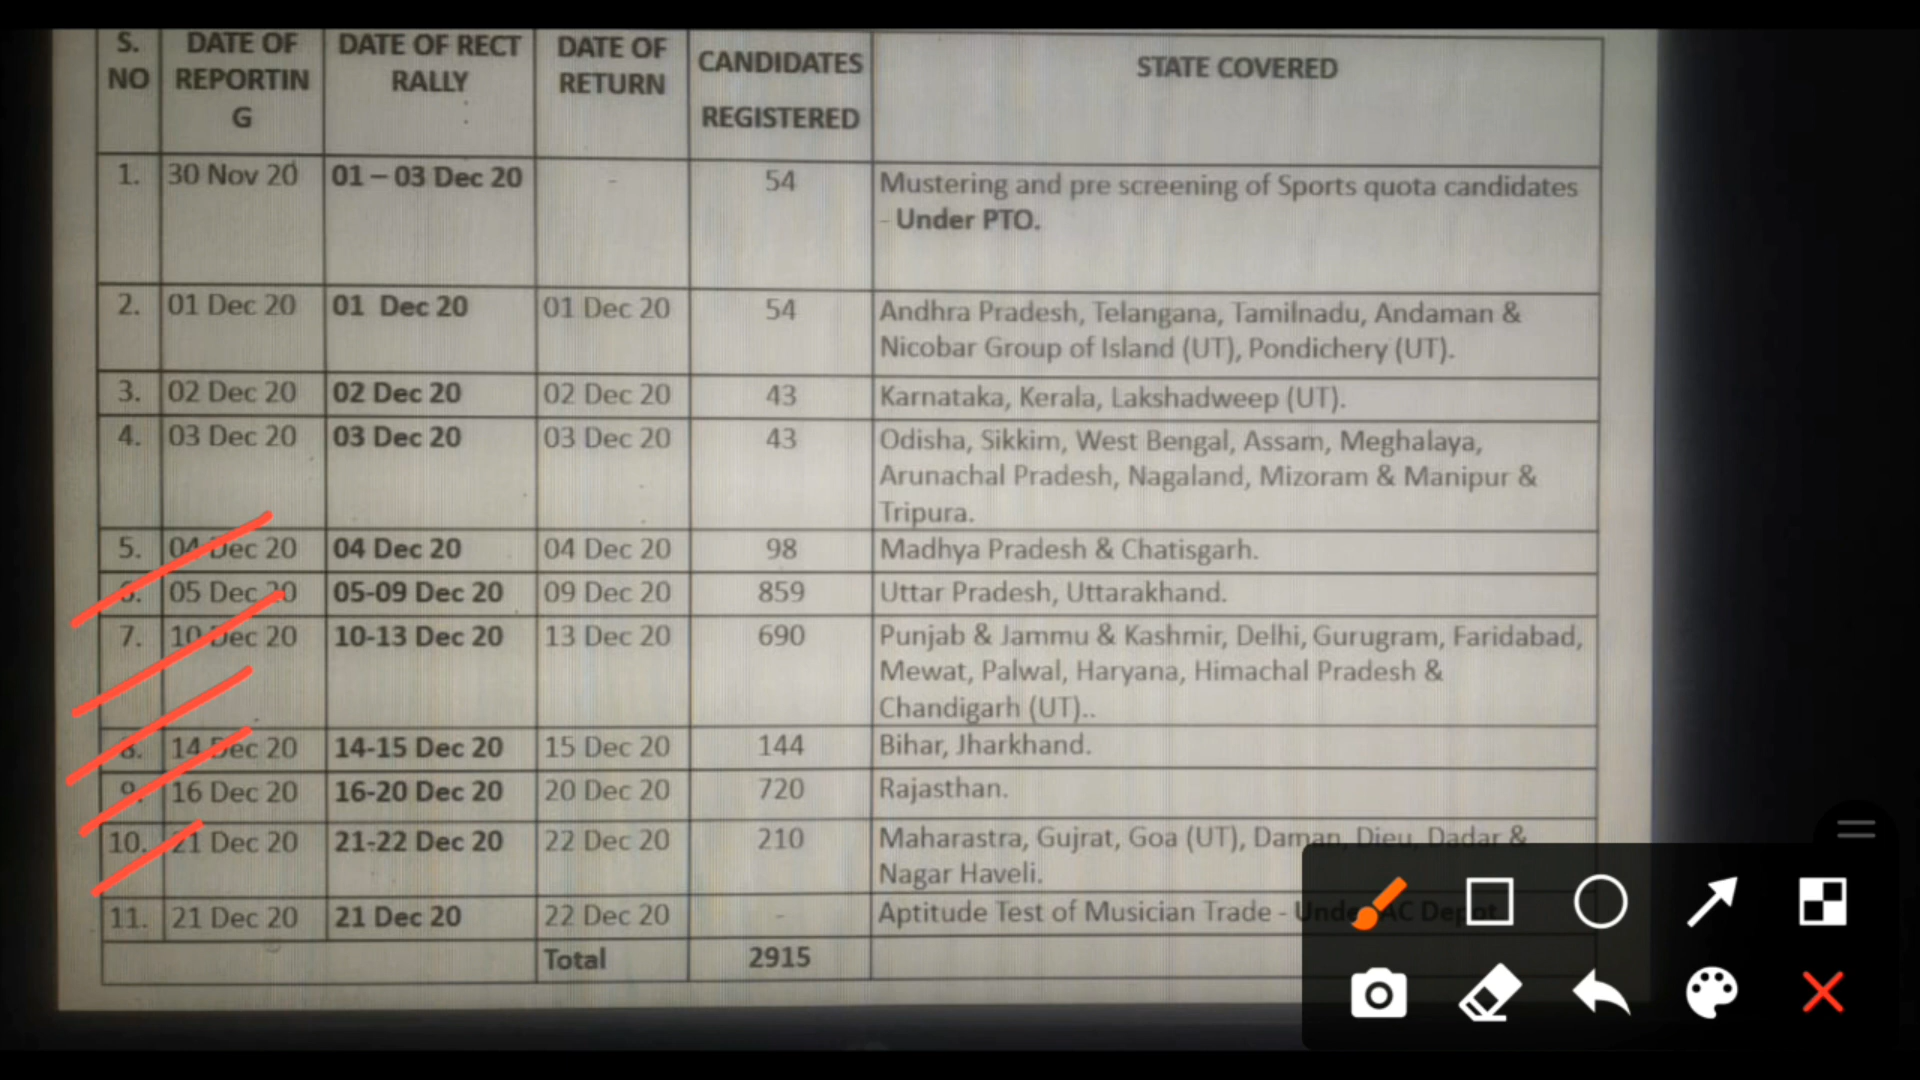 S. NO DATE OF REPORTING DATE OF RECT RALLY DATE OF RETURN CANDIDATES REGISTERED STATE COVERED
1. 30 Nov 20 01 – 03 Dec 20 - 54 Mustering and pre screening of Sports quota candidates
- Under PTO.
2. 01 Dec 20 01 Dec 20 01 Dec 20 54 Andhra Pradesh, Telangana, Tamilnadu, Andaman &
Nicobar Group of Island (UT), Pondichery (UT).
3. 02 Dec 20 02 Dec 20 02 Dec 20 43 Karnataka, Kerala, Lakshadweep (UT).
4. 03 Dec 20 03 Dec 20 03 Dec 20 43 Odisha, Sikkim, West Bengal, Assam, Meghalaya,
Arunachal Pradesh, Nagaland, Mizoram & Manipur &
Tripura.
5. 04 Dec 20 04 Dec 20 04 Dec 20 98 Madhya Pradesh & Chatisgarh.
6. 05 Dec 20 05-09 Dec 20 09 Dec 20 859 Uttar Pradesh, Uttarakhand.
7. 10 Dec 20 10-13 Dec 20 13 Dec 20 690 Punjab & Jammu & Kashmir, Delhi, Gurugram, Faridabad,
Mewat, Palwal, Haryana, Himachal Pradesh &
Chandigarh (UT)..
8. 14 Dec 20 14-15 Dec 20 15 Dec 20 144 Bihar, Jharkhand.
9. 16 Dec 20 16-20 Dec 20 20 Dec 20 720 Rajasthan.
10. 21 Dec 20 21-22 Dec 20 22 Dec 20 210 Maharastra, Gujrat, Goa (UT), Daman, Dieu, Dadar &
Nagar Haveli.
11. 21 Dec 20 21 Dec 20 22 Dec 20 - Aptitude Test of Musician Trade - Under AC Depot
Total 2915